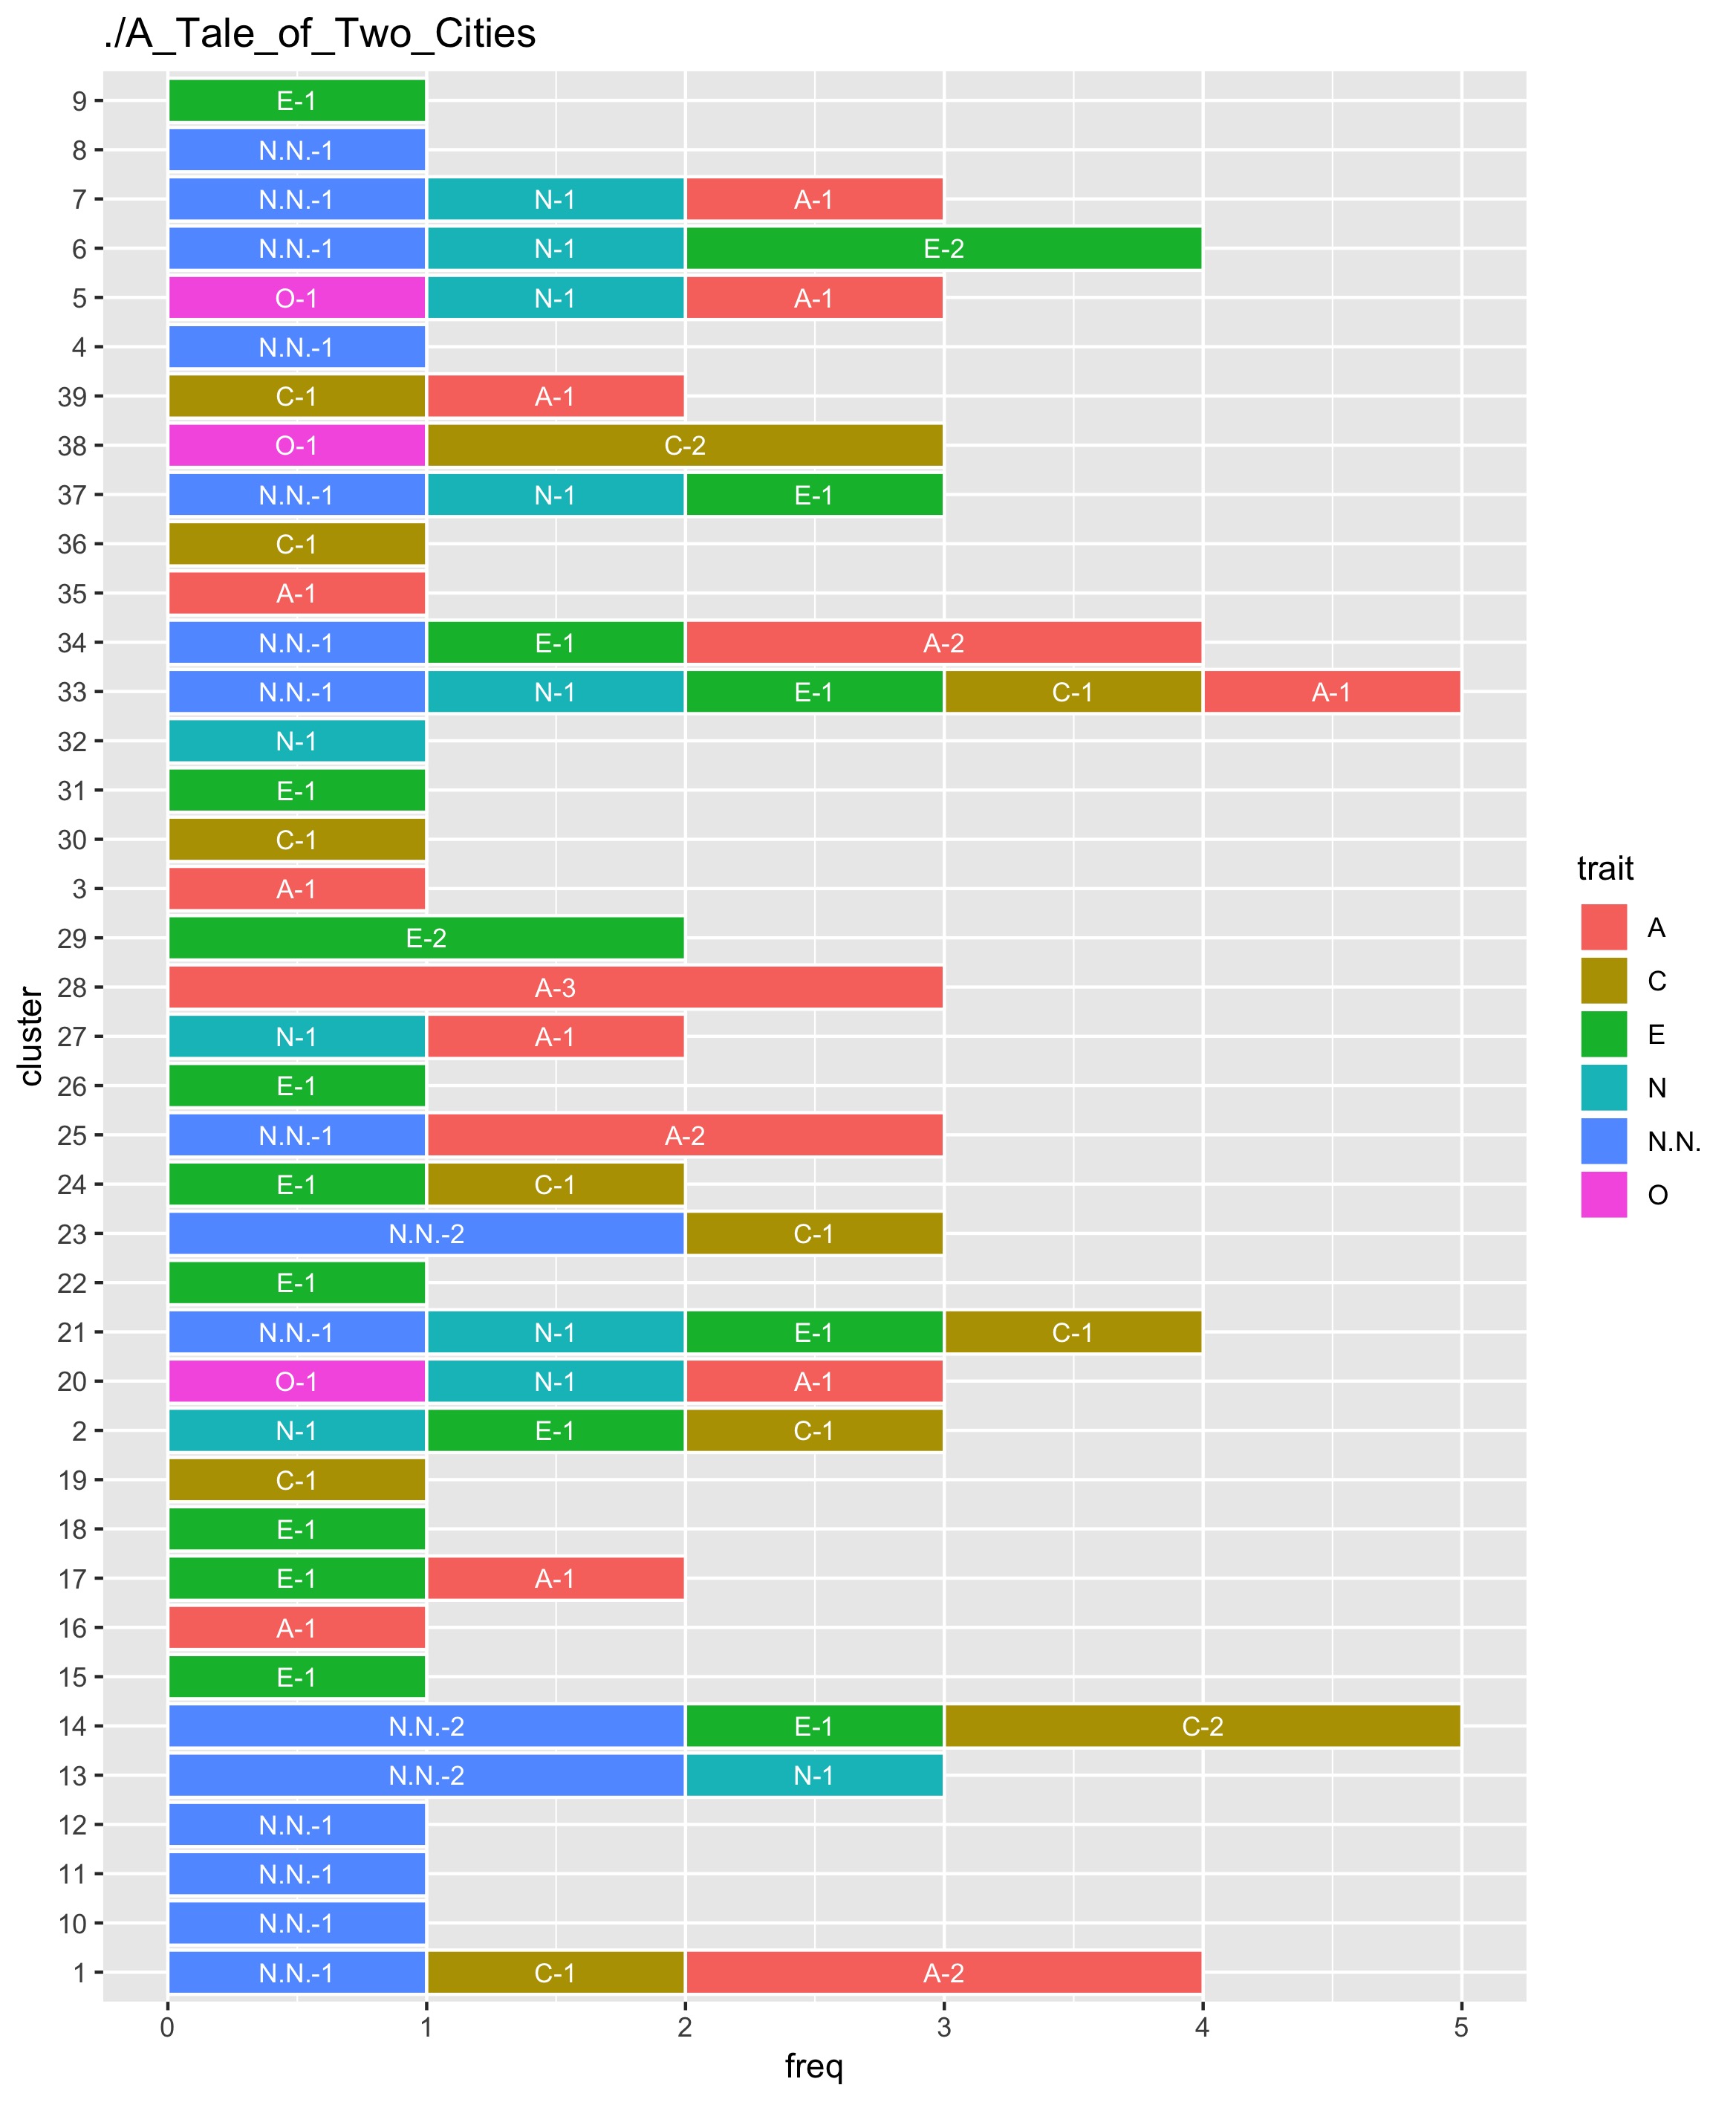 ./A_Tale_of_Two_Cities
9 E-1
8 N.N.-1
7 N.N.-1 N-1 A-1
6 N.N.-1 N-1 E-2
5 O-1 N-1 A-1
4 N.N.-1
39 C-1 A-1
38 O-1 C-2
37 N.N.-1 N-1 E-1
36 C-1
35 A-1
34 N.N.-1 E-1 A-2
33 N.N.-1 N-1 E-1 C-1 A-1
32 N-1
31 E-1
30 C-1
3 A-1
29 E-2
28 A-3
27 N-1 A-1
26 E-1
25 N.N.-1 A-2
24 E-1 C-1
23 N.N.-2 C-1
22 E-1
21 N.N.-1 N-1 E-1 C-1
20 O-1 N-1 A-1
2 N-1 E-1 C-1
19 C-1
18 E-1
17 E-1 A-1
16 A-1
15 E-1
14 N.N.-2 E-1 C-2
13 N.N.-2 N-1
12 N.N.-1
11 N.N.-1
10 N.N.-1
1 N.N.-1 C-1 A-2
0 1 2 3 4 5
freq
cluster
trait
A
C
E
N
N.N.
O